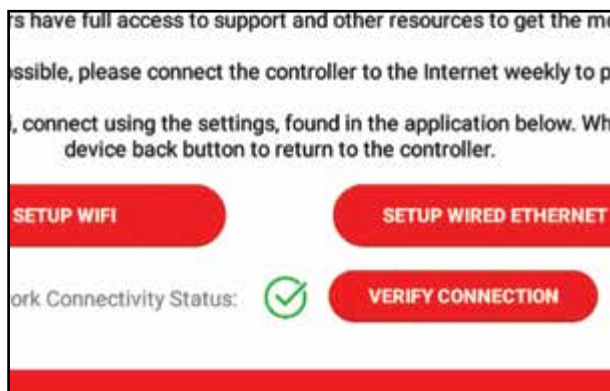 rs have full access to support and other resources to get the m
ssible, please connect the controller to the Internet weekly to p
, connect using the settings, found in the application below. Wh
device back button to return to the controller.
SETUP WIFI SETUP WIRED ETHERNET
ork Connectivity Status: VERIFY CONNECTION